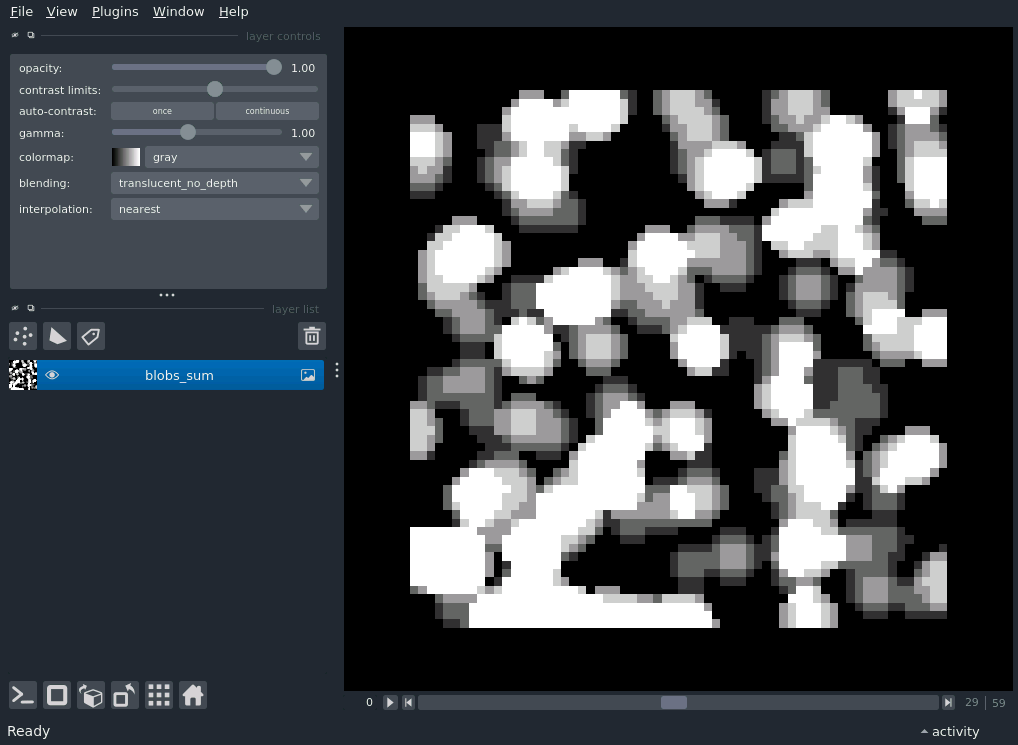 File View Plugins Window Help
layer controls
opacity: 1.00
contrast limits:
auto-contrast: once continuous
gamma: 1.00
colormap: gray
blending: translucent_no_depth
interpolation: nearest
layer list
blobs_sum
0 29 | 59
Ready activity